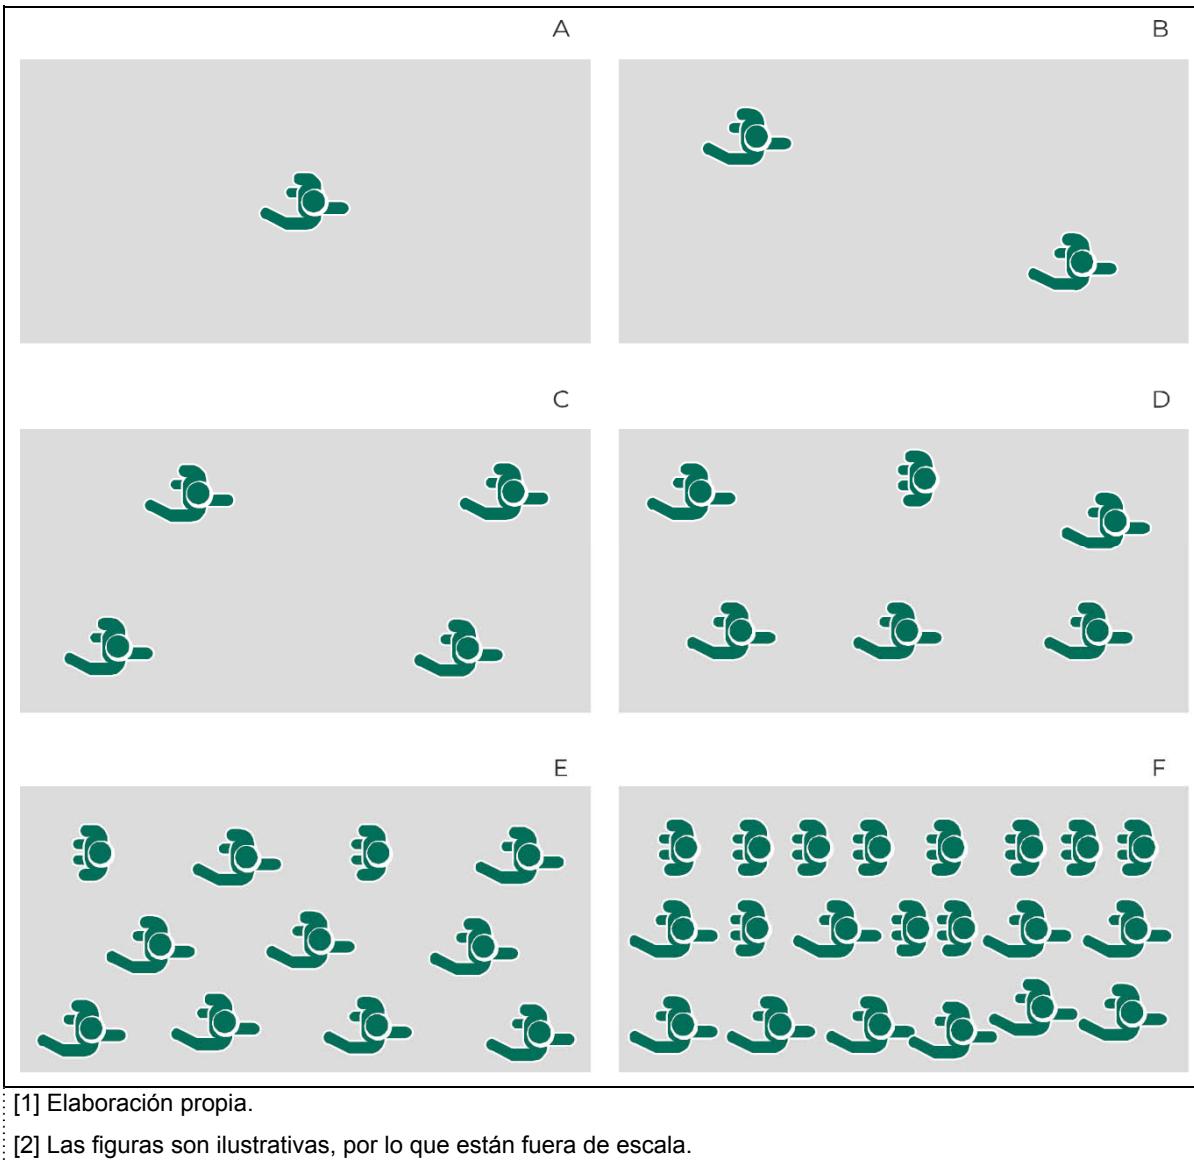 A
B
C
D
E
F
[1] Elaboración propia.
[2] Las figuras son ilustrativas, por lo que están fuera de escala.